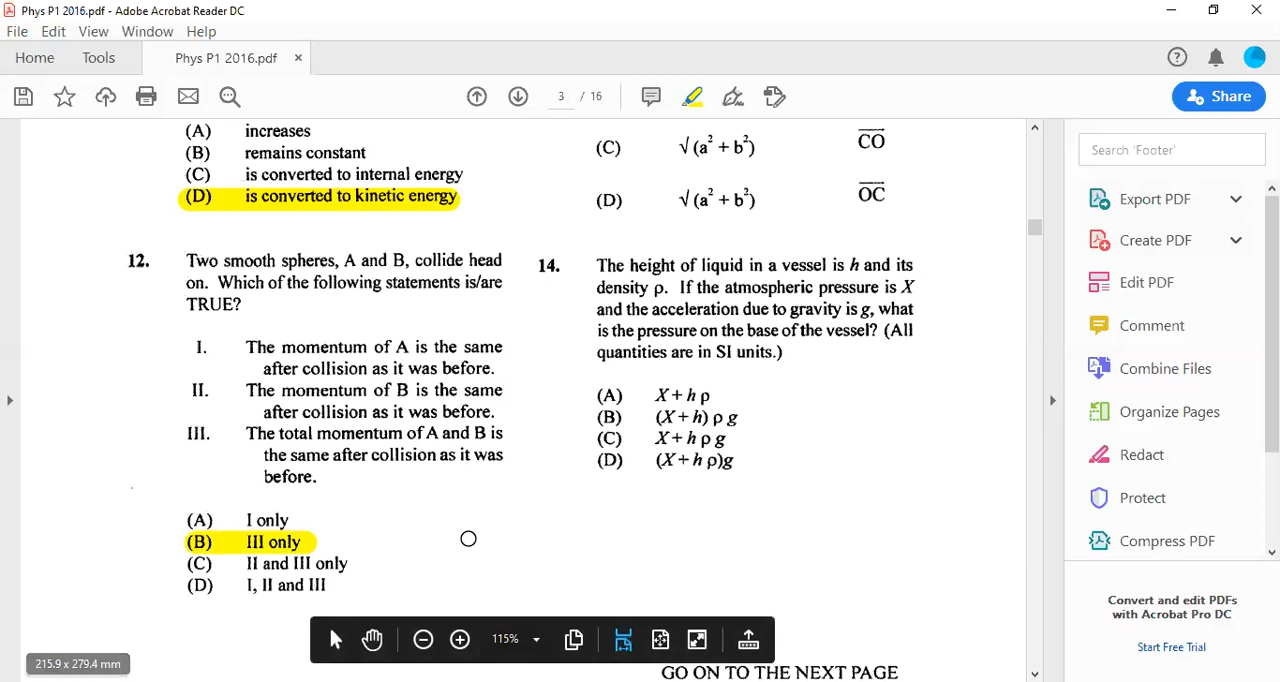 Phys P1 2016.pdf - Adobe Acrobat Reader DC
File Edit View Window Help
Home Tools Phys P1 2016.pdf ×
3 / 16
Share
(A) increases
(B) remains constant
(C) is converted to internal energy
(D) is converted to kinetic energy
12. Two smooth spheres, A and B, collide head
on. Which of the following statements is/are
TRUE?
I. The momentum of A is the same
after collision as it was before.
II. The momentum of B is the same
after collision as it was before.
III. The total momentum of A and B is
the same after collision as it was
before.
(A) I only
(B) III only
(C) II and III only
(D) I, II and III
(C) √(a² + b²) CO
(D) √(a² + b²) OC
14. The height of liquid in a vessel is h and its
density ρ. If the atmospheric pressure is X
and the acceleration due to gravity is g, what
is the pressure on the base of the vessel? (All
quantities are in SI units.)
(A) X + h ρ
(B) (X + h) ρ g
(C) X + h ρ g
(D) (X + h ρ)g
GO ON TO THE NEXT PAGE
115%
215.9 x 279.4 mm
Search 'Footer'
Export PDF
Create PDF
Edit PDF
Comment
Combine Files
Organize Pages
Redact
Protect
Compress PDF
Convert and edit PDFs
with Acrobat Pro DC
Start Free Trial